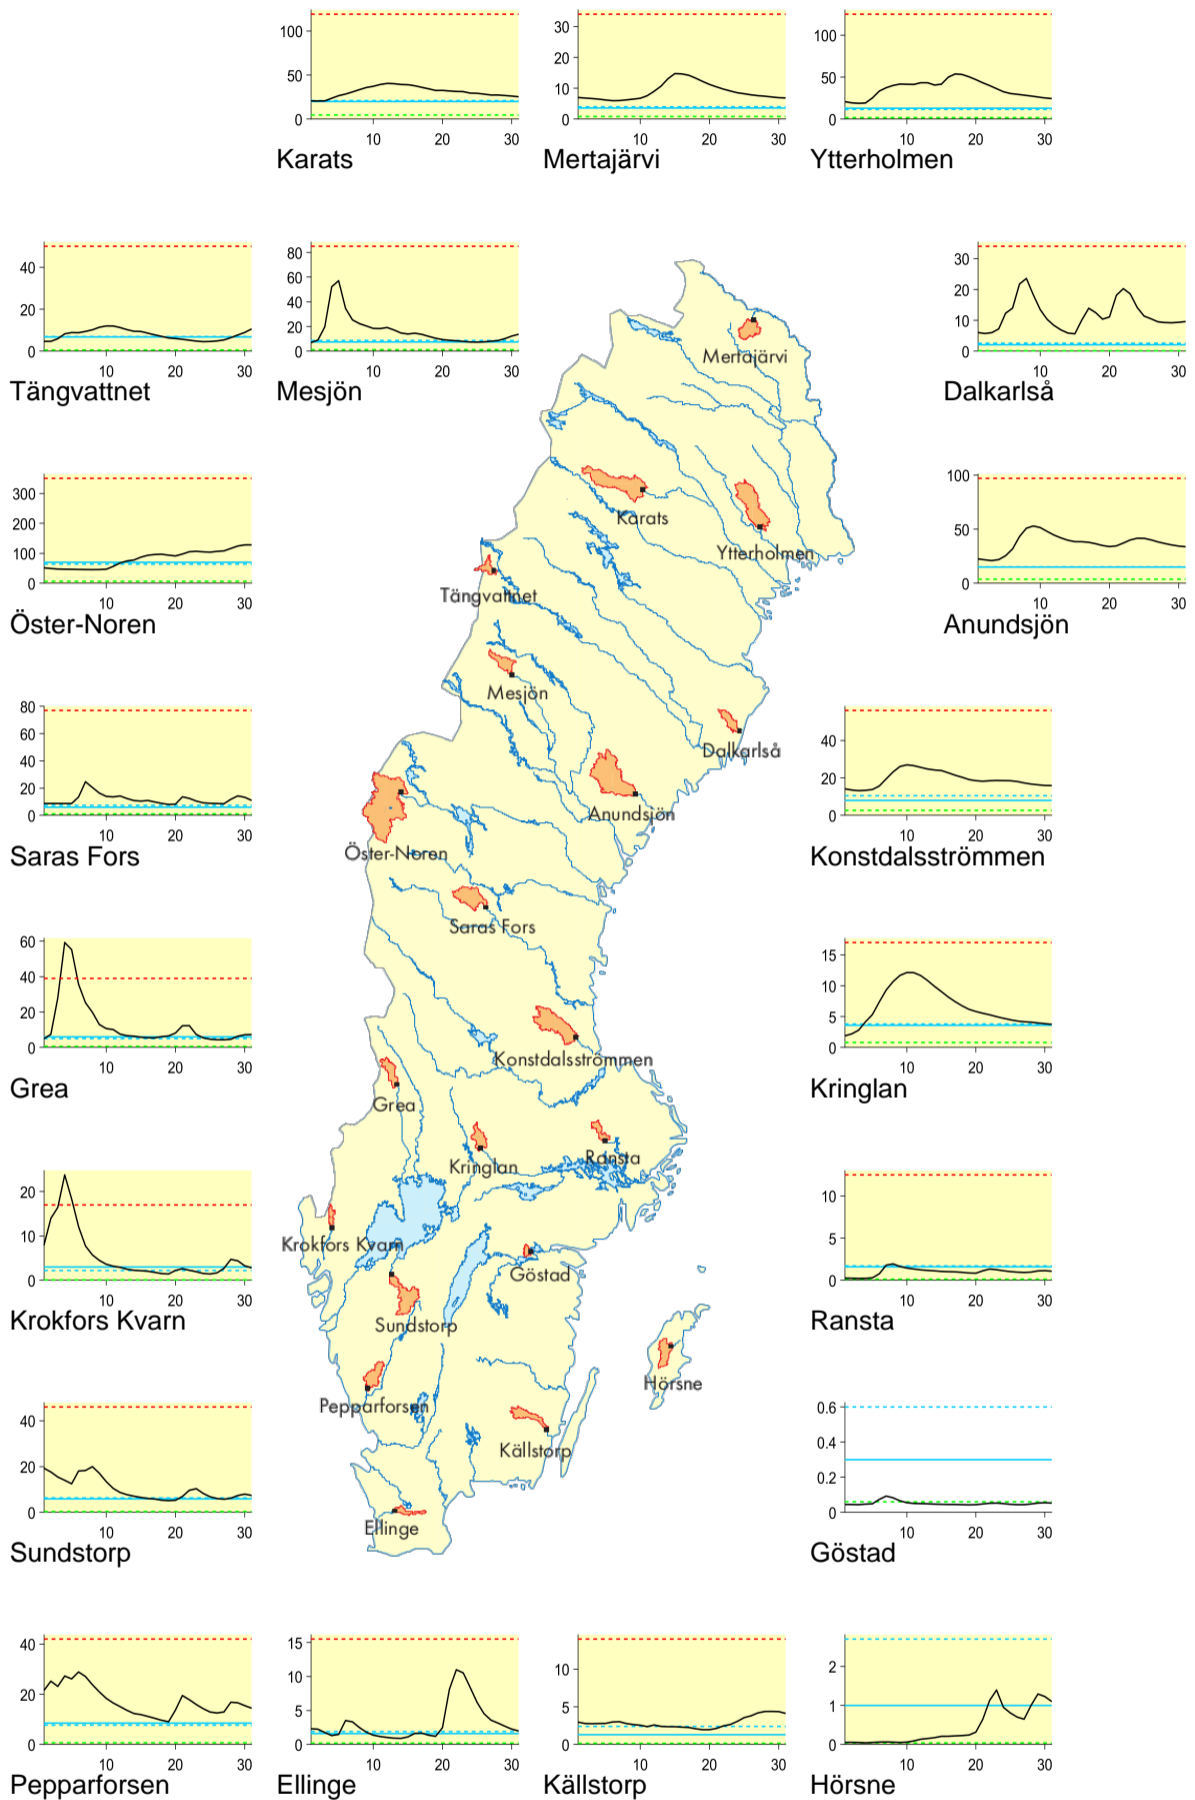 100
50
0
10 20 30
Karats
30
20
10
0
10 20 30
Mertajärvi
100
50
0
10 20 30
Ytterholmen
40
20
0
10 20 30
Tängvattnet
80
60
40
20
0
10 20 30
Mesjön
30
20
10
0
10 20 30
Dalkarlså
300
200
100
0
10 20 30
Öster-Noren
100
50
0
10 20 30
Anundsjön
80
60
40
20
0
10 20 30
Saras Fors
40
20
0
10 20 30
Konstdalsströmmen
60
40
20
0
10 20 30
Grea
15
10
5
0
10 20 30
Kringlan
20
10
0
10 20 30
Krokfors Kvarn
10
5
0
10 20 30
Ransta
40
20
0
10 20 30
Sundstorp
0.6
0.4
0.2
0
10 20 30
Göstad
40
20
0
10 20 30
Pepparforsen
15
10
5
0
10 20 30
Ellinge
10
5
0
10 20 30
Källstorp
2
1
0
10 20 30
Hörsne
Mertajärvi
Karats
Ytterholmen
Tängvattnet
Mesjön
Dalkarlså
Anundsjön
Öster-Noren
Saras Fors
Konstdalsströmmen
Grea
Kringlan
Ransta
Krokfors Kvarn
Göstad
Sundstorp
Hörsne
Pepparforsen
Källstorp
Ellinge